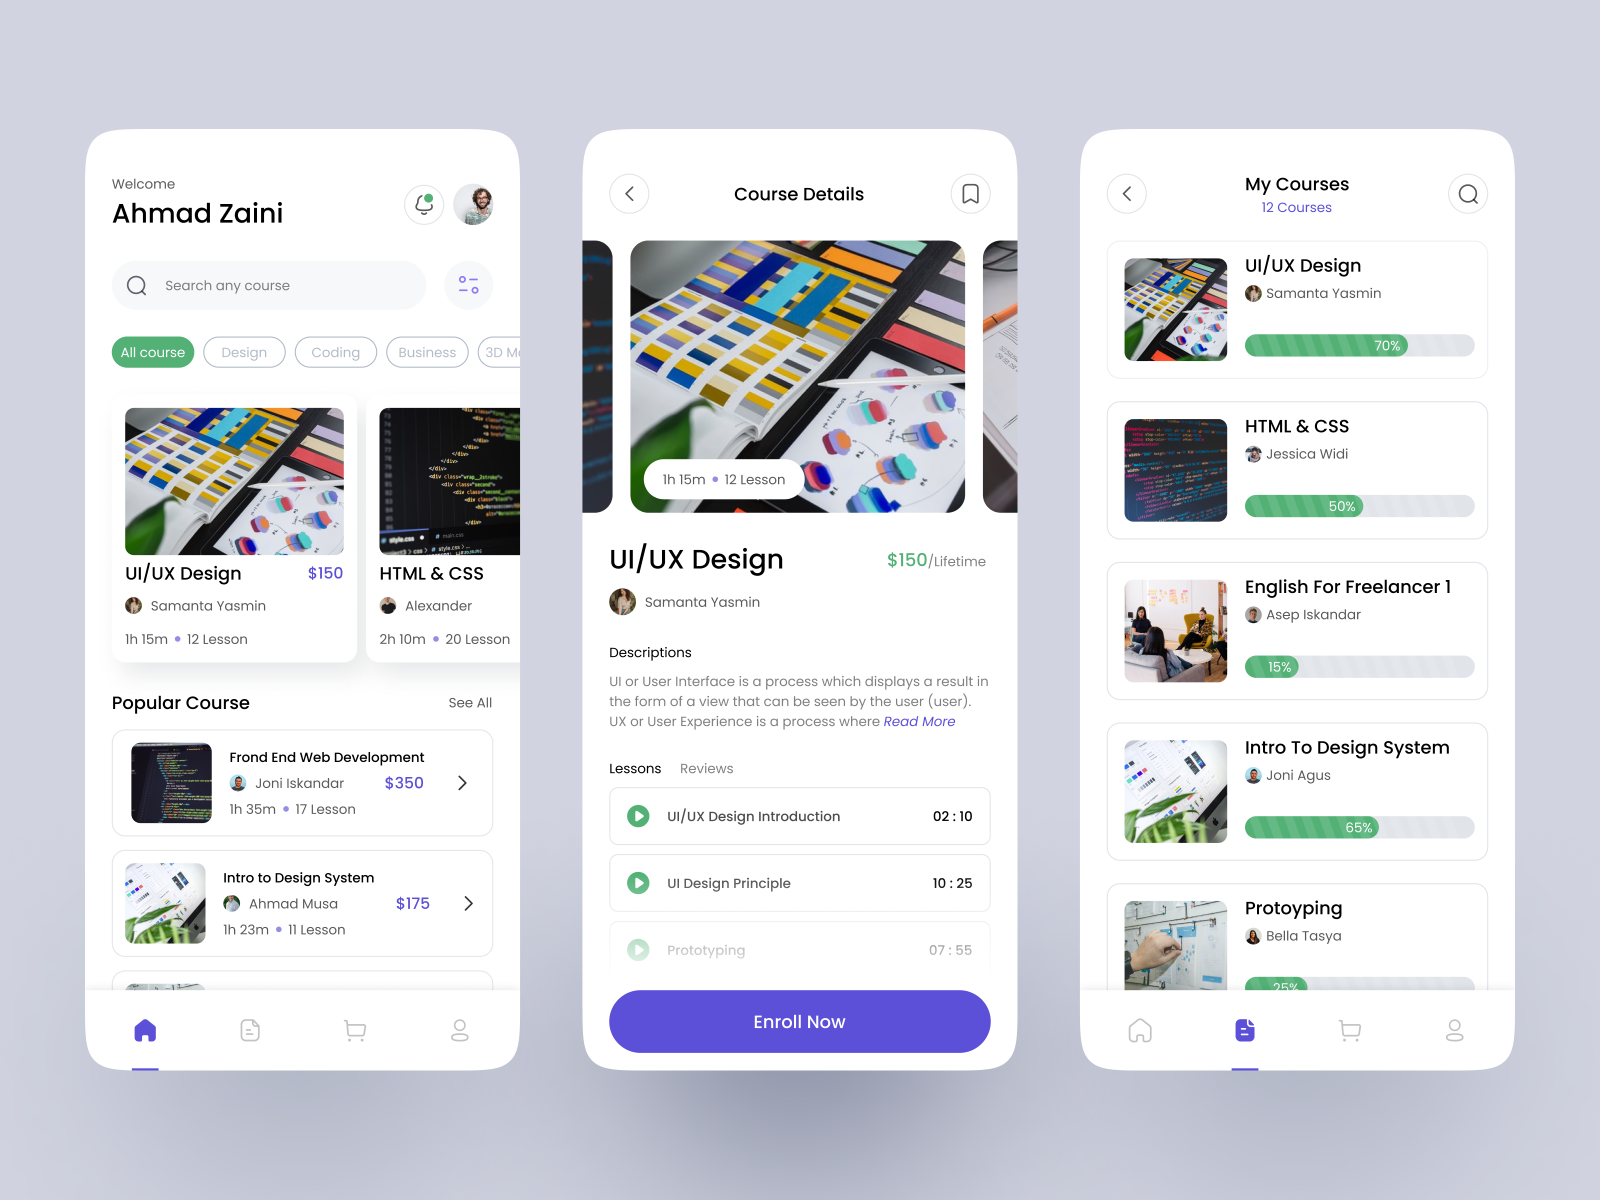 Welcome
Ahmad Zaini
Search any course
All course
Design
Coding
Business
3D
UI/UX Design
$150
Samanta Yasmin
1h 15m • 12 Lesson
HTML & CSS
Alexander
2h 10m • 20 Lesson
Popular Course
See All
Frond End Web Development
Joni Iskandar
$350
1h 35m • 17 Lesson
Intro to Design System
Ahmad Musa
$175
1h 23m • 11 Lesson
Course Details
1h 15m • 12 Lesson
UI/UX Design
$150/Lifetime
Samanta Yasmin
Descriptions
UI or User Interface is a process which displays a result in
the form of a view that can be seen by the user (user).
UX or User Experience is a process where Read More
Lessons
Reviews
UI/UX Design Introduction
02 : 10
UI Design Principle
10 : 25
Prototyping
07 : 55
Enroll Now
My Courses
12 Courses
UI/UX Design
Samanta Yasmin
70%
HTML & CSS
Jessica Widi
50%
English For Freelancer 1
Asep Iskandar
15%
Intro To Design System
Joni Agus
65%
Protoyping
Bella Tasya
25%